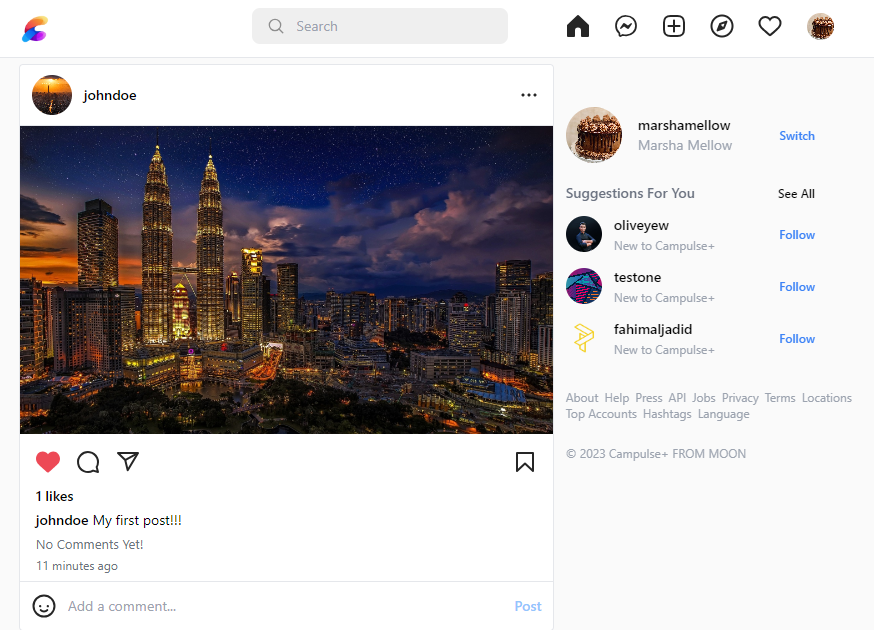 Search
johndoe
1 likes
johndoe My first post!!!
No Comments Yet!
11 minutes ago
Add a comment... Post
marshamellow
Marsha Mellow
Switch
Suggestions For You See All
oliveyew
New to Campulse+
Follow
testone
New to Campulse+
Follow
fahimaljadid
New to Campulse+
Follow
About Help Press API Jobs Privacy Terms Locations
Top Accounts Hashtags Language
© 2023 Campulse+ FROM MOON